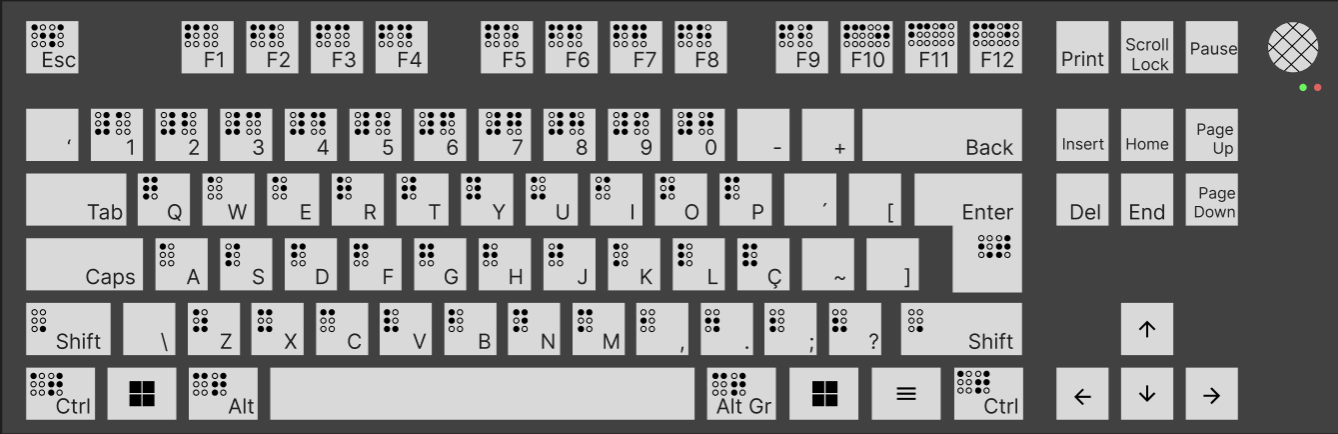 Esc F1 F2 F3 F4 F5 F6 F7 F8 F9 F10 F11 F12 Print Scroll Lock Pause
‘ 1 2 3 4 5 6 7 8 9 0 - + Back Insert Home Page Up
Tab Q W E R T Y U I O P ´ [ Enter Del End Page Down
Caps A S D F G H J K L Ç ~ ]
Shift \ Z X C V B N M , . ; ? Shift ↑
Ctrl Alt Alt Gr ≡ Ctrl ← ↓ →